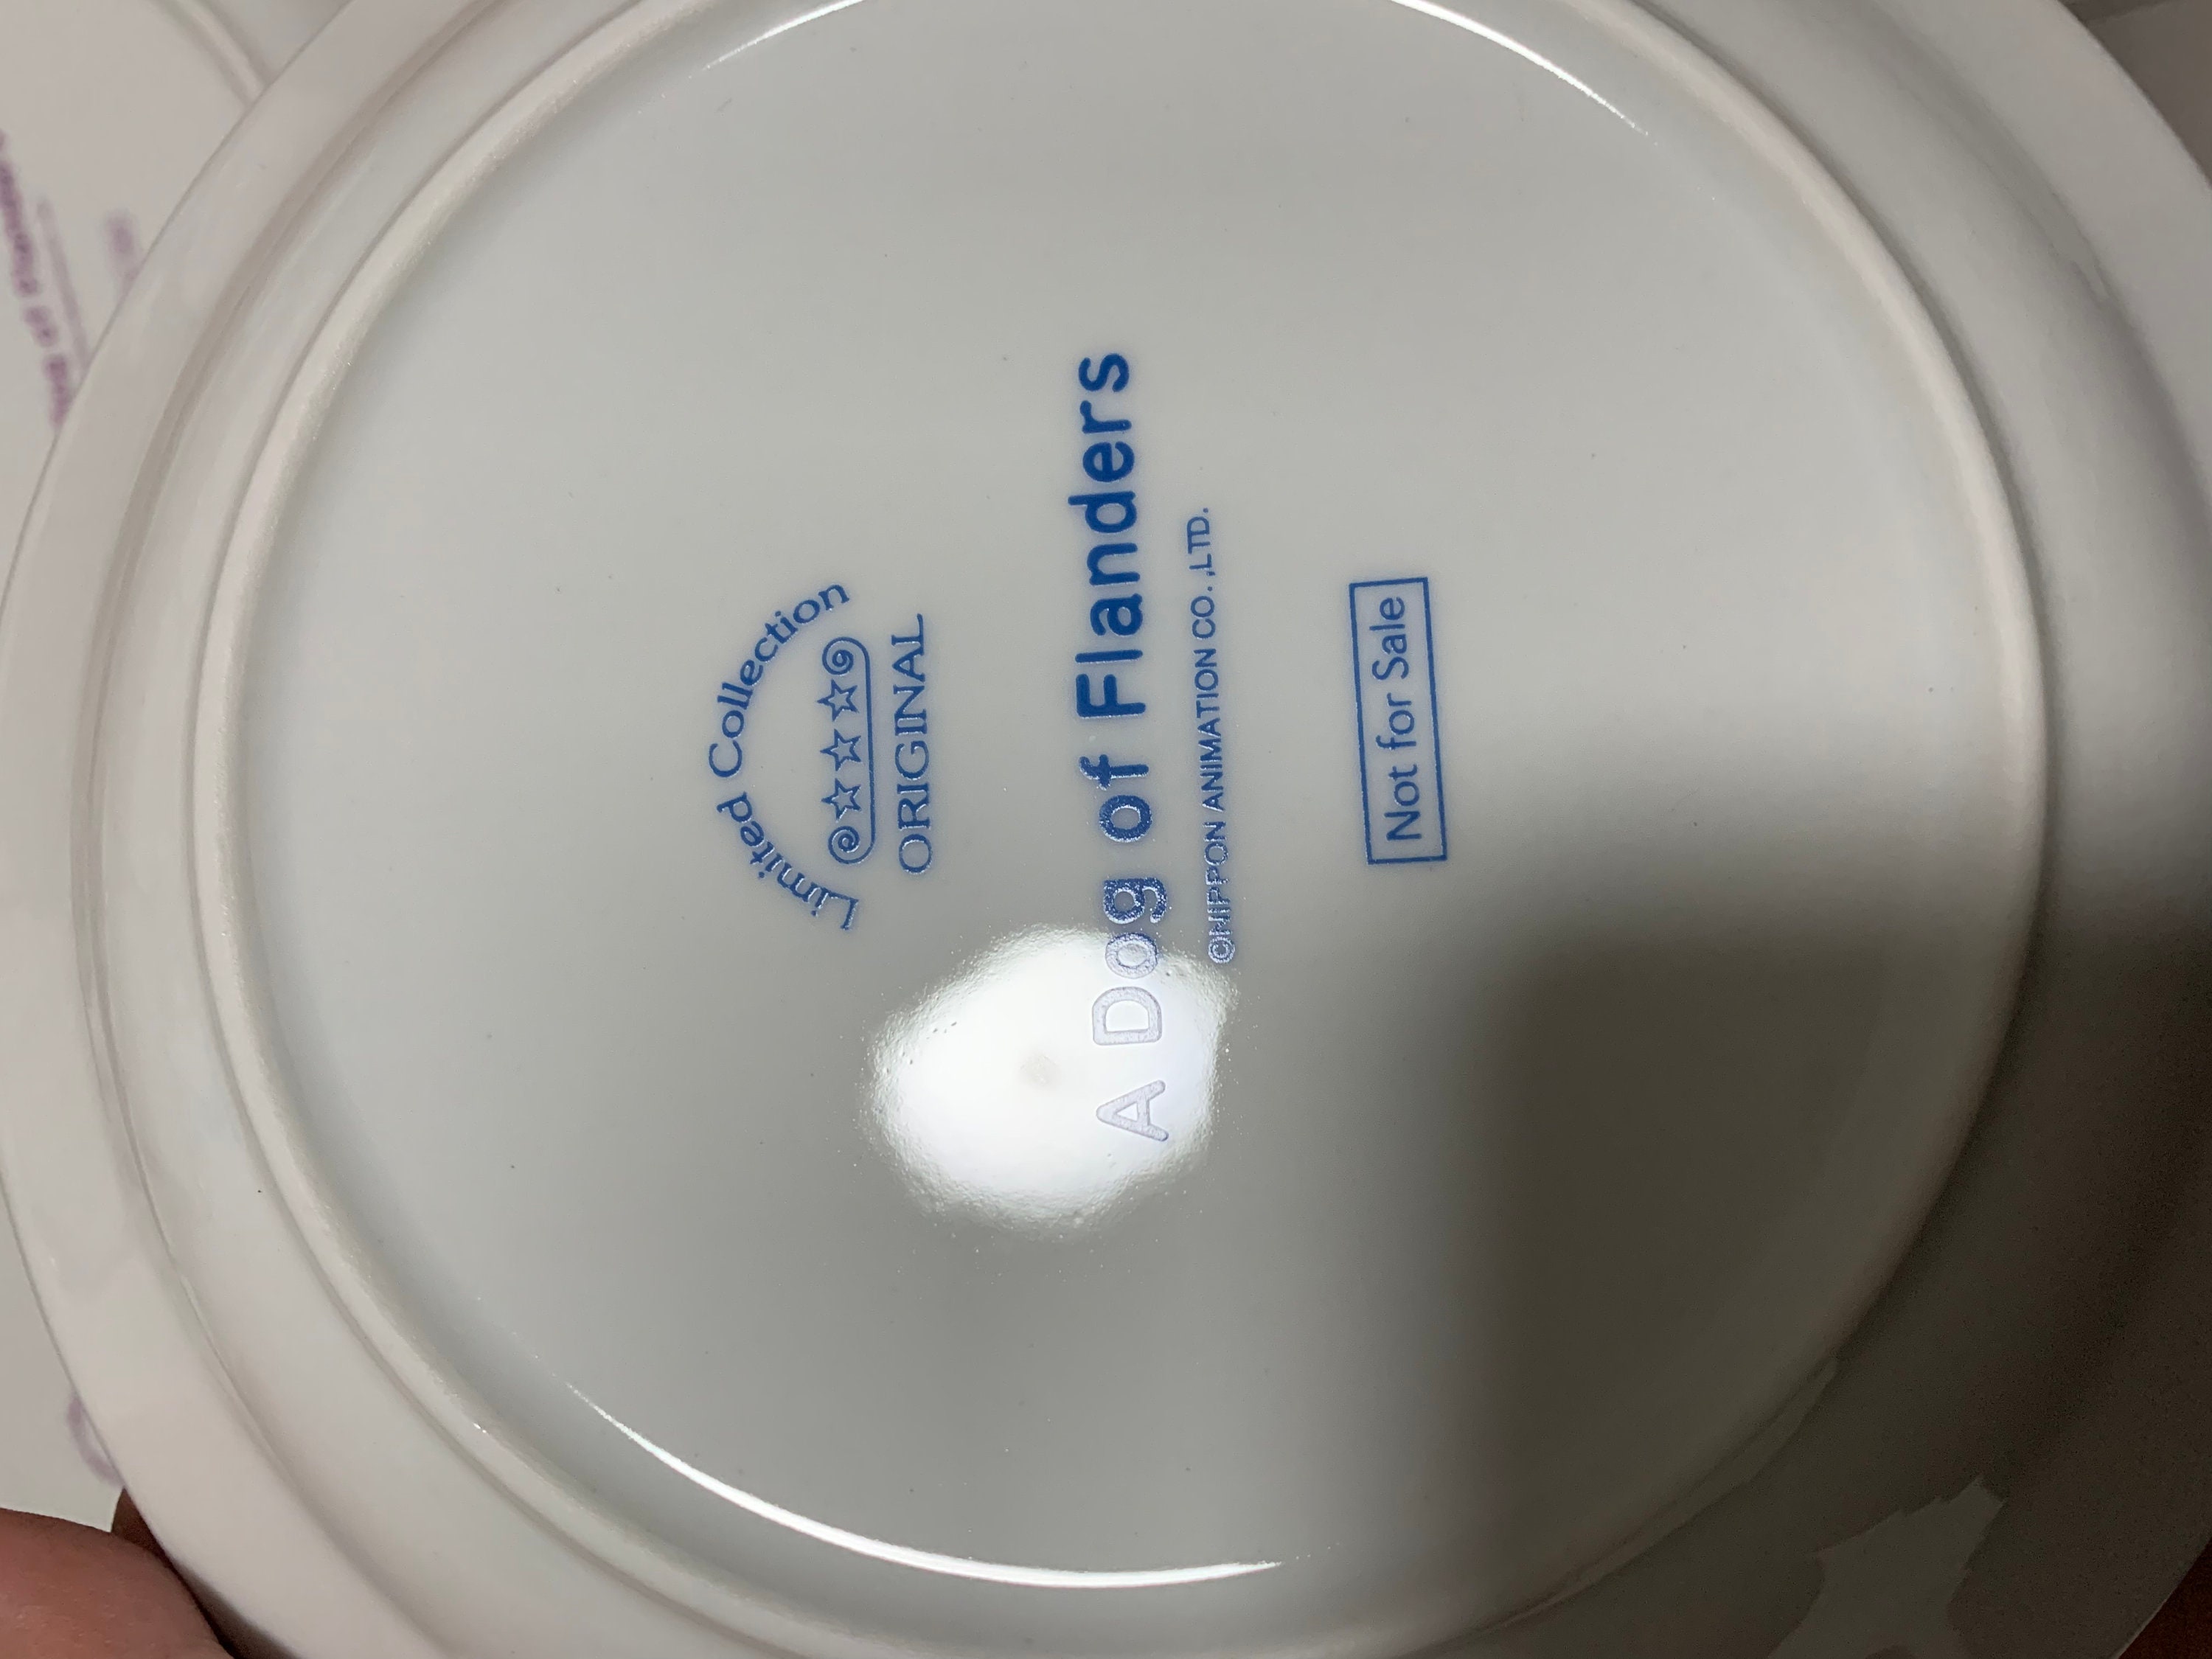 Limited Collection
ORIGINAL
A Dog of Flanders
©NIPPON ANIMATION CO.,LTD.
Not for Sale